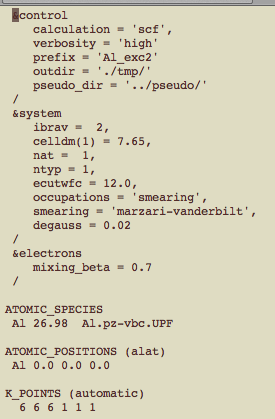 &control
calculation = 'scf',
verbosity = 'high'
prefix = 'Al_exc2'
outdir = './tmp/'
pseudo_dir = '../pseudo/'
/
&system
ibrav = 2,
celldm(1) = 7.65,
nat = 1,
ntyp = 1,
ecutwfc = 12.0,
occupations = 'smearing',
smearing = 'marzari-vanderbilt',
degauss = 0.02
/
&electrons
mixing_beta = 0.7
/
ATOMIC_SPECIES
Al 26.98 Al.pz-vbc.UPF
ATOMIC_POSITIONS (alat)
Al 0.0 0.0 0.0
K_POINTS (automatic)
6 6 6 1 1 1